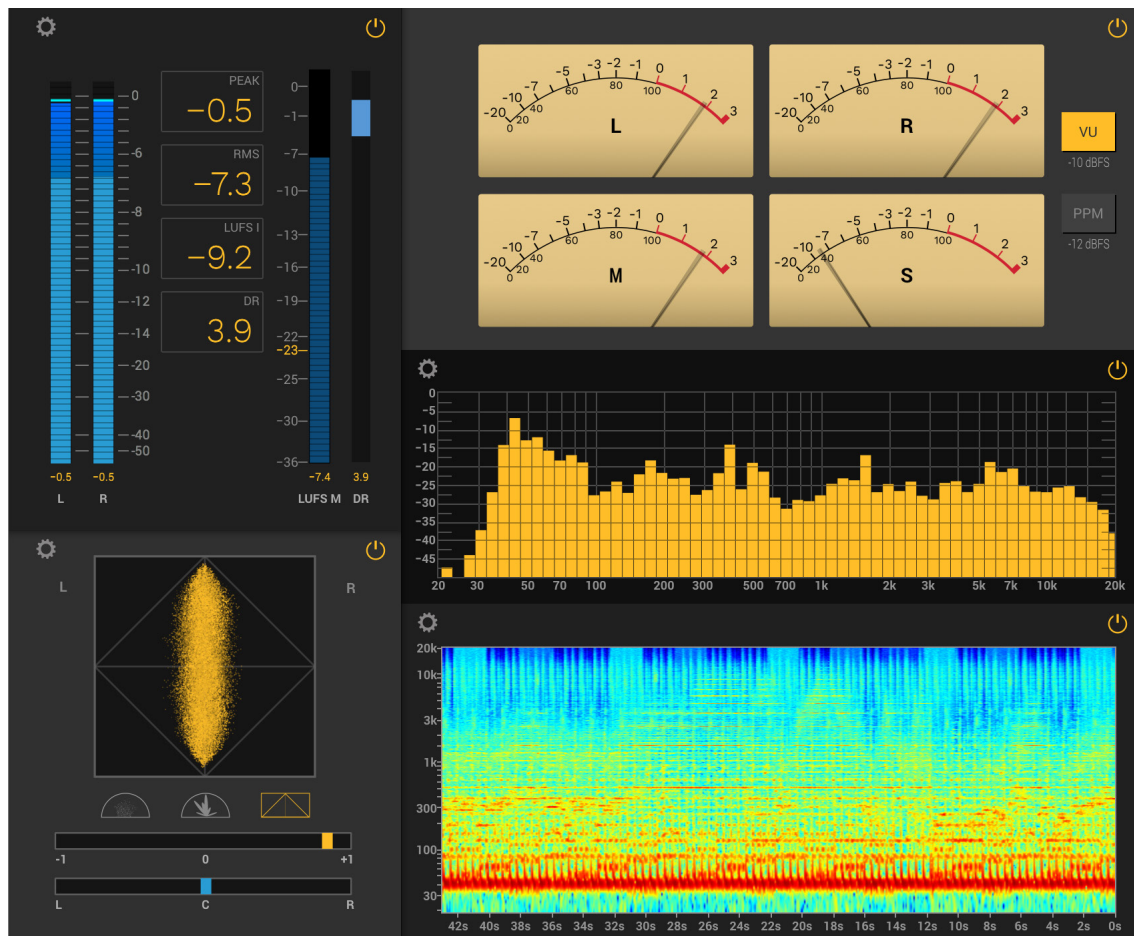 PEAK
-0.5
RMS
-7.3
LUFS I
-9.2
DR
3.9
0
-6
-8
-10
-12
-14
-20
-30
-40
-50
-0.5 -0.5
L R
0
-1
-7
-10
-13
-16
-19
-22
-23
-25
-30
-36
-7.4 3.9
LUFS M DR
-20 -10 -7 -5 -3 -2 -1 0 1 2 3
0 20 40 60 80 100
L
-20 -10 -7 -5 -3 -2 -1 0 1 2 3
0 20 40 60 80 100
R
-20 -10 -7 -5 -3 -2 -1 0 1 2 3
0 20 40 60 80 100
M
-20 -10 -7 -5 -3 -2 -1 0 1 2 3
0 20 40 60 80 100
S
VU
-10 dBFS
PPM
-12 dBFS
0
-5
-10
-15
-20
-25
-30
-35
-40
-45
20 30 50 70 100 200 300 500 700 1k 2k 3k 5k 7k 10k 20k
L R
-1 0 +1
L C R
20k
10k
3k
1k
300
100
30
42s 40s 38s 36s 34s 32s 30s 28s 26s 24s 22s 20s 18s 16s 14s 12s 10s 8s 6s 4s 2s 0s